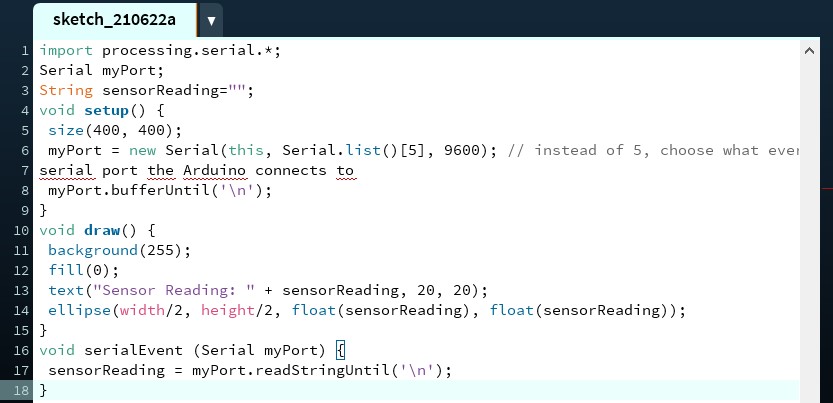 sketch_210622a ▼
1 import processing.serial.*;
2 Serial myPort;
3 String sensorReading="";
4 void setup() {
5 size(400, 400);
6 myPort = new Serial(this, Serial.list()[5], 9600); // instead of 5, choose what ever
7 serial port the Arduino connects to
8 myPort.bufferUntil('\n');
9 }
10 void draw() {
11 background(255);
12 fill(0);
13 text("Sensor Reading: " + sensorReading, 20, 20);
14 ellipse(width/2, height/2, float(sensorReading), float(sensorReading));
15 }
16 void serialEvent (Serial myPort) {
17 sensorReading = myPort.readStringUntil('\n');
18 }